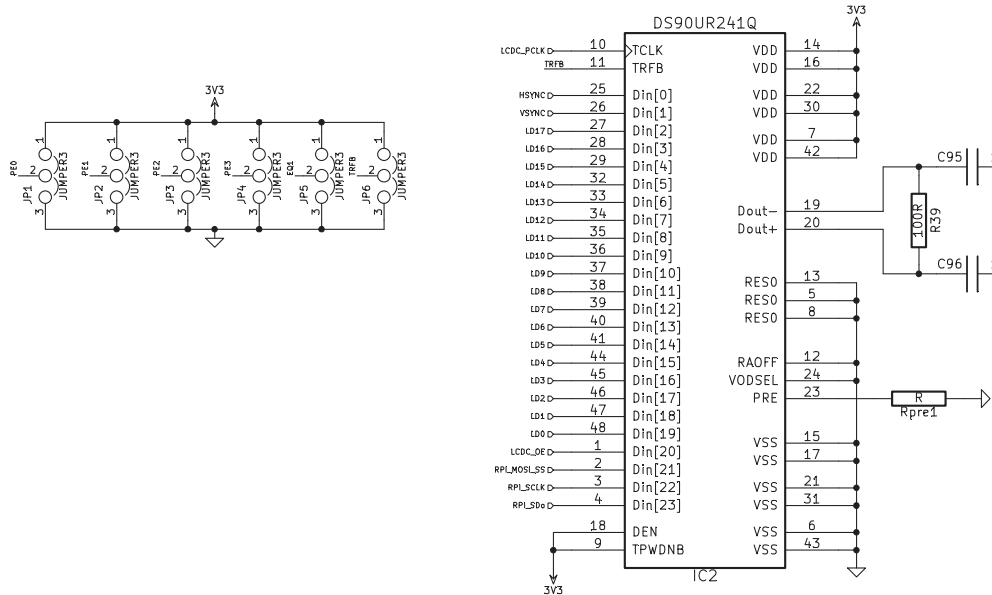 3V3
1 1 1 1 1 1
PE0 2 PE1 2 PE2 2 PE3 2 EQ1 2 TRFB 2
JP1 JUMPER3 JP2 JUMPER3 JP3 JUMPER3 JP4 JUMPER3 JP5 JUMPER3 JP6 JUMPER3
3 3 3 3 3 3
3V3
DS90UR241Q
LCDC_PCLK 10 TCLK VDD 14
TRFB 11 TRFB VDD 16
HSYNC 25 Din[0] VDD 22
VSYNC 26 Din[1] VDD 30
LD17 27 Din[2] VDD 7
LD16 28 Din[3] VDD 42
LD15 29 Din[4] C95
LD14 32 Din[5]
LD13 33 Din[6] Dout- 19
LD12 34 Din[7] Dout+ 20 100R R39
LD11 35 Din[8]
LD10 36 Din[9] C96
LD9 37 Din[10] RES0 13
LD8 38 Din[11] RES0 5
LD7 39 Din[12] RES0 8
LD6 40 Din[13]
LD5 41 Din[14]
LD4 44 Din[15] RAOFF 12
LD3 45 Din[16] VODSEL 24
LD2 46 Din[17] PRE 23 R
LD1 47 Din[18] Rpre1
LD0 48 Din[19] VSS 15
LCDC_OE 1 Din[20] VSS 17
RPI_MOSI_SS 2 Din[21]
RPI_SCLK 3 Din[22] VSS 21
RPI_SDo 4 Din[23] VSS 31
18 DEN VSS 6
9 TPWDNB VSS 43
3V3
IC2